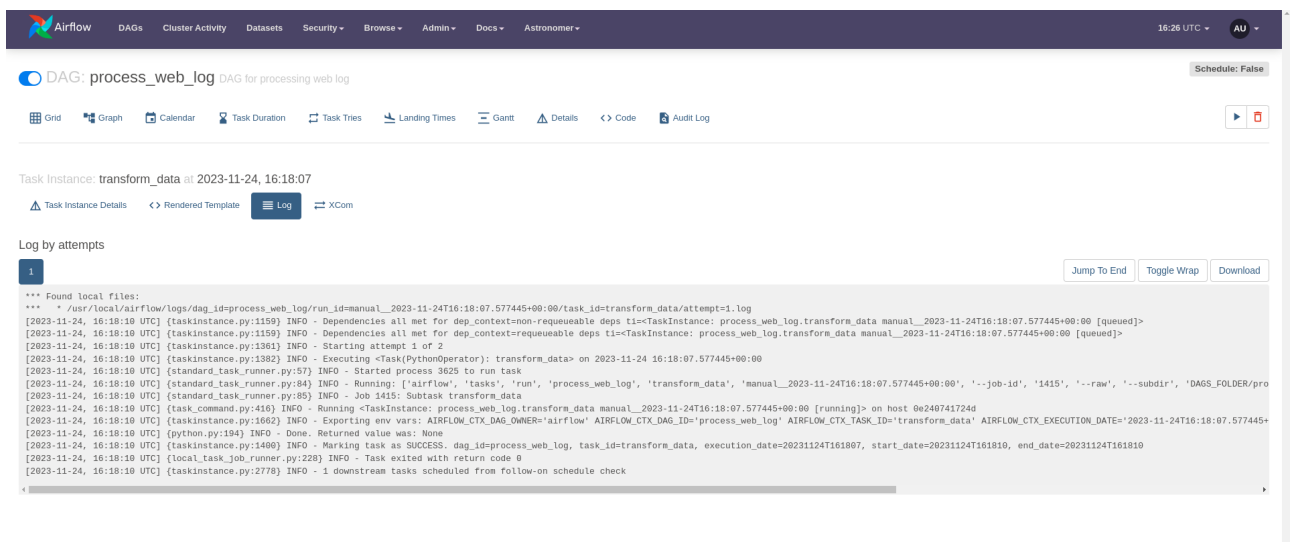 Airflow DAGs Cluster Activity Datasets Security Browse Admin Docs Astronomer 16:26 UTC AU
DAG: process_web_log DAG for processing web log Schedule: False
Grid Graph Calendar Task Duration Task Tries Landing Times Gantt Details <> Code Audit Log
Task Instance: transform_data at 2023-11-24, 16:18:07
Task Instance Details <> Rendered Template Log XCom
Log by attempts
1 Jump To End Toggle Wrap Download
*** Found local files:
***   * /usr/local/airflow/logs/dag_id=process_web_log/run_id=manual__2023-11-24T16:18:07.577445+00:00/task_id=transform_data/attempt=1.log
[2023-11-24, 16:18:10 UTC] {taskinstance.py:1159} INFO - Dependencies all met for dep_context=non-requeueable deps ti=<TaskInstance: process_web_log.transform_data manual__2023-11-24T16:18:07.577445+00:00 [queued]>
[2023-11-24, 16:18:10 UTC] {taskinstance.py:1159} INFO - Dependencies all met for dep_context=requeueable deps ti=<TaskInstance: process_web_log.transform_data manual__2023-11-24T16:18:07.577445+00:00 [queued]>
[2023-11-24, 16:18:10 UTC] {taskinstance.py:1361} INFO - Starting attempt 1 of 2
[2023-11-24, 16:18:10 UTC] {taskinstance.py:1382} INFO - Executing <Task(PythonOperator): transform_data> on 2023-11-24 16:18:07.577445+00:00
[2023-11-24, 16:18:10 UTC] {standard_task_runner.py:57} INFO - Started process 3625 to run task
[2023-11-24, 16:18:10 UTC] {standard_task_runner.py:84} INFO - Running: ['airflow', 'tasks', 'run', 'process_web_log', 'transform_data', 'manual__2023-11-24T16:18:07.577445+00:00', '--job-id', '1415', '--raw', '--subdir', 'DAGS_FOLDER/pro
[2023-11-24, 16:18:10 UTC] {standard_task_runner.py:85} INFO - Job 1415: Subtask transform_data
[2023-11-24, 16:18:10 UTC] {task_command.py:416} INFO - Running <TaskInstance: process_web_log.transform_data manual__2023-11-24T16:18:07.577445+00:00 [running]> on host 0e240741724d
[2023-11-24, 16:18:10 UTC] {taskinstance.py:1662} INFO - Exporting env vars: AIRFLOW_CTX_DAG_OWNER='airflow' AIRFLOW_CTX_DAG_ID='process_web_log' AIRFLOW_CTX_TASK_ID='transform_data' AIRFLOW_CTX_EXECUTION_DATE='2023-11-24T16:18:07.577445+
[2023-11-24, 16:18:10 UTC] {python.py:194} INFO - Done. Returned value was: None
[2023-11-24, 16:18:10 UTC] {taskinstance.py:1400} INFO - Marking task as SUCCESS. dag_id=process_web_log, task_id=transform_data, execution_date=20231124T161807, start_date=20231124T161810, end_date=20231124T161810
[2023-11-24, 16:18:10 UTC] {local_task_job_runner.py:228} INFO - Task exited with return code 0
[2023-11-24, 16:18:10 UTC] {taskinstance.py:2778} INFO - 1 downstream tasks scheduled from follow-on schedule check